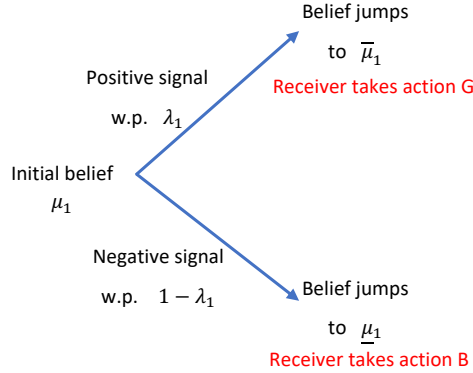 Belief jumps
to μ̅₁
Receiver takes action G
Positive signal
w.p. λ₁
Initial belief
μ₁
Negative signal
w.p. 1 − λ₁
Belief jumps
to μ̲₁
Receiver takes action B